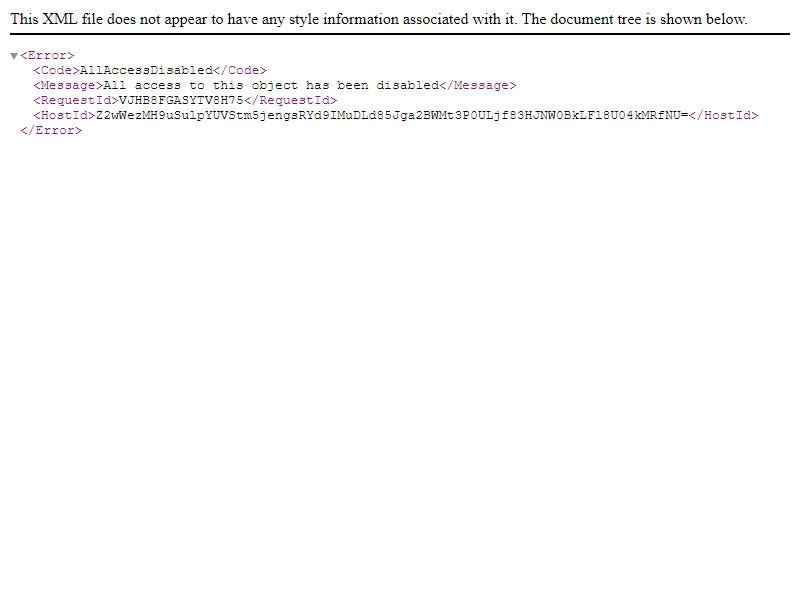 This XML file does not appear to have any style information associated with it. The document tree is shown below.
▼<Error>
<Code>AllAccessDisabled</Code>
<Message>All access to this object has been disabled</Message>
<RequestId>VJHB8FGASYTV8H75</RequestId>
<HostId>Z2wWezMH9uSulpYUVStm5jengsRYd9IMuDLd85Jga2BWMt3P0ULjf83HJNW0BkLFl8U04kMRfNU=</HostId>
</Error>